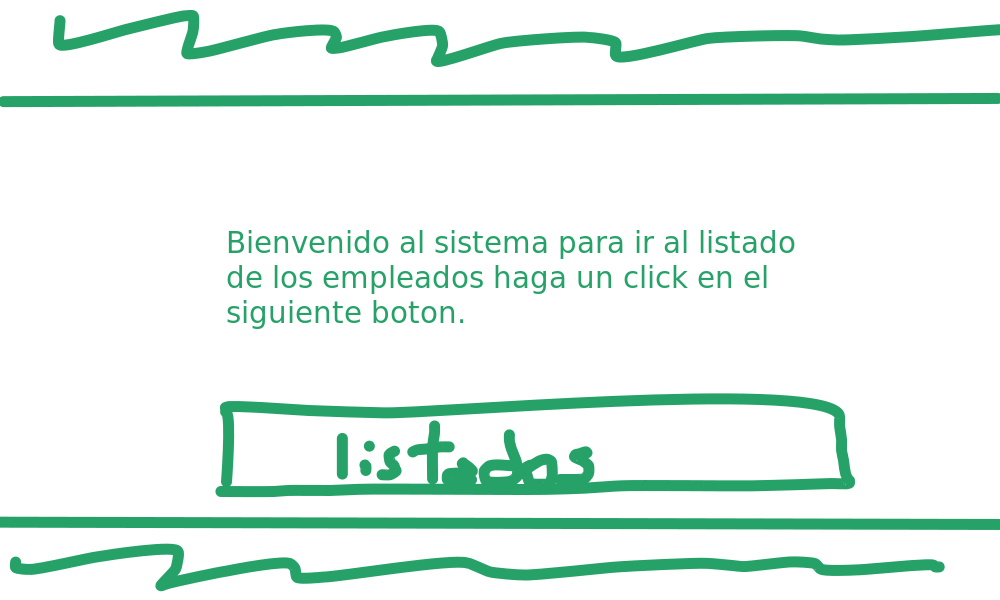 Bienvenido al sistema para ir al listado
de los empleados haga un click en el
siguiente boton.
listados